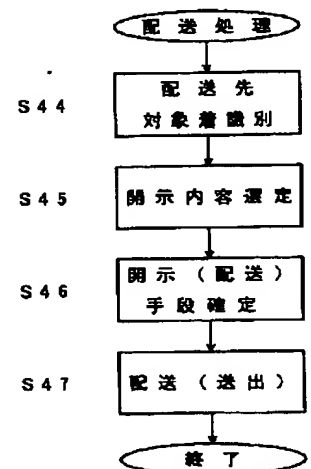 配送処理
S44
配送先
対象着識別
S45
開示内容選定
S46
開示（配送）
手段確定
S47
配送（送出）
終了